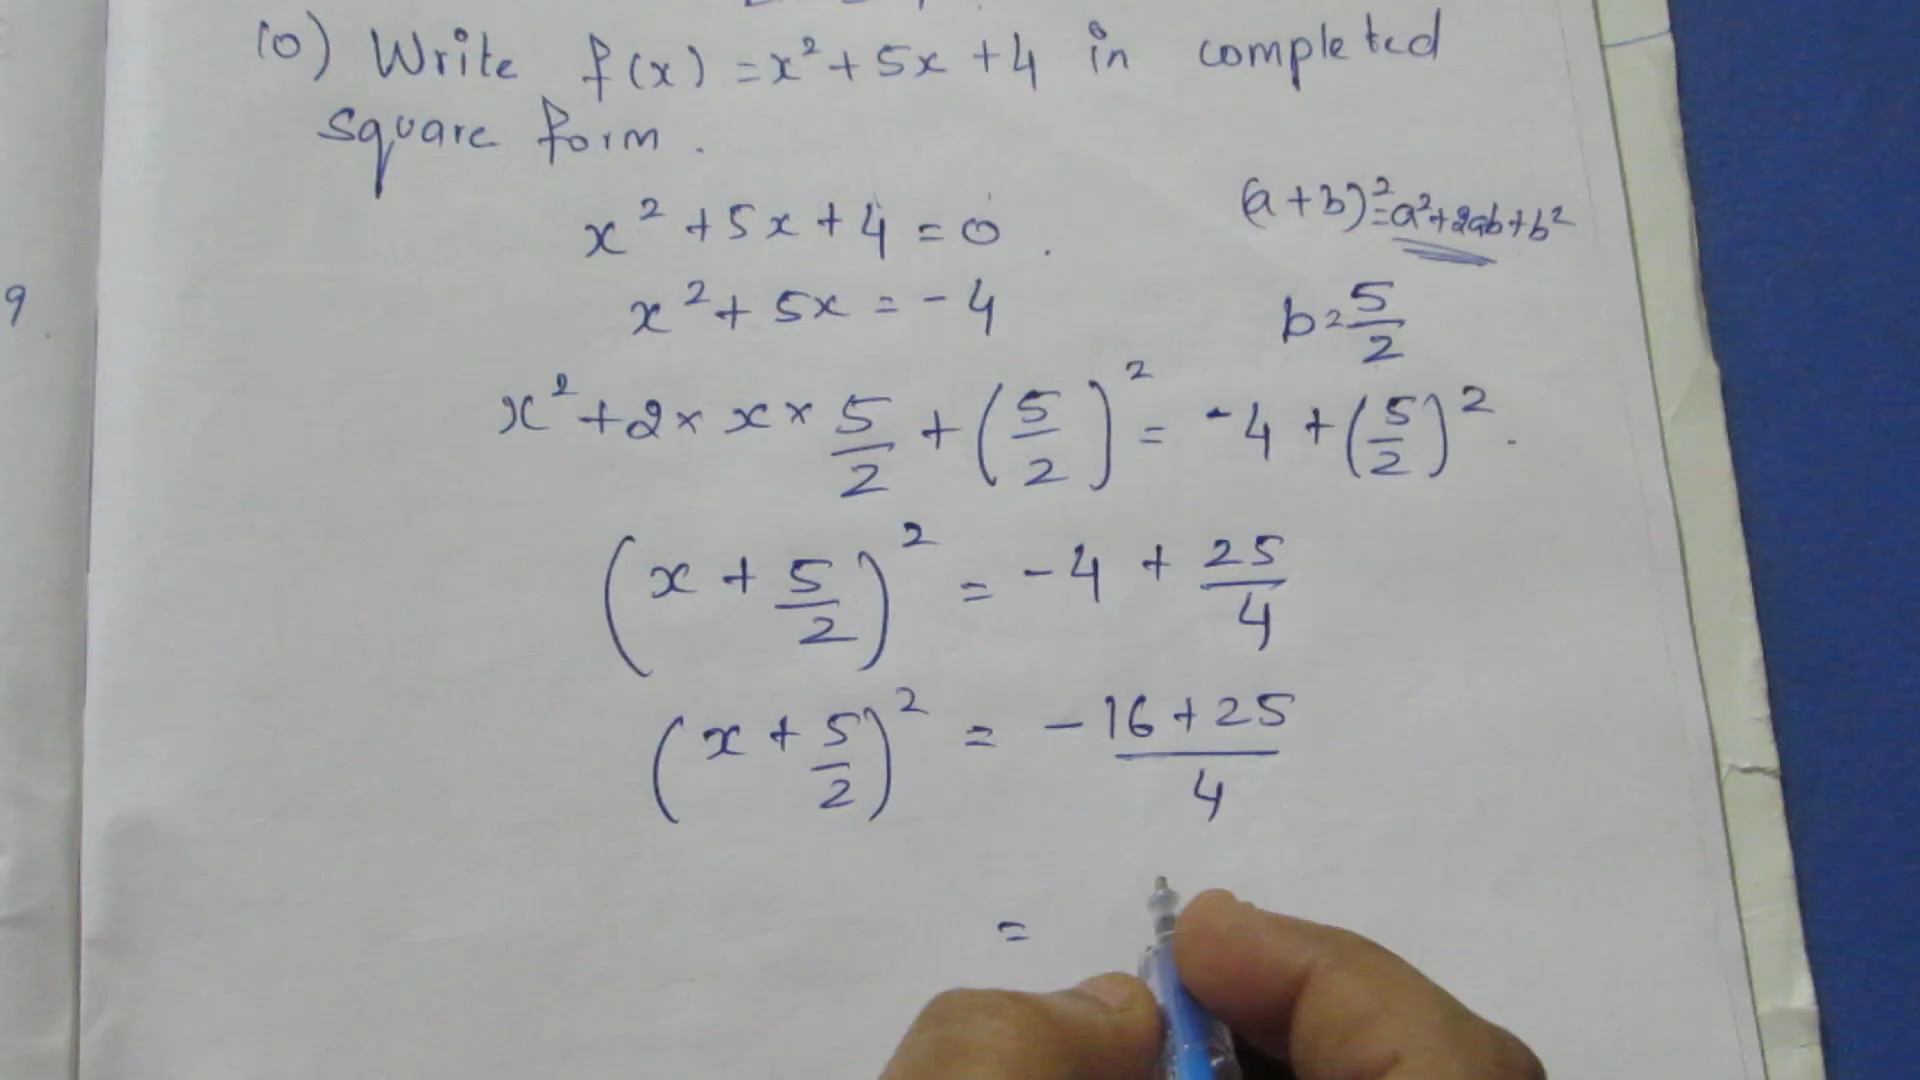 10) Write f(x) = x² + 5x + 4 in completed
square form.
x² + 5x + 4 = 0.
(a+b)² = a² + 2ab + b²
x² + 5x = -4
b = 5/2
9
x² + 2 × x × 5/2 + (5/2)² = -4 + (5/2)².
(x + 5/2)² = -4 + 25/4
(x + 5/2)² = -16 + 25/4
=